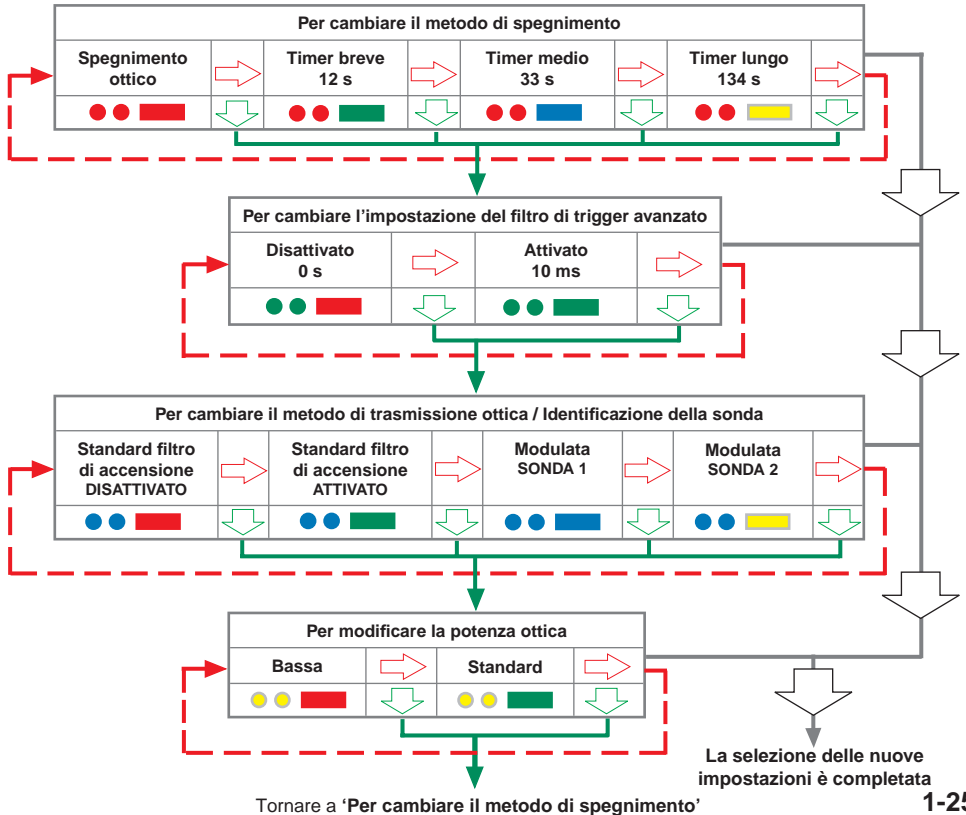 Per cambiare il metodo di spegnimento
Spegnimento
ottico
Timer breve
12 s
Timer medio
33 s
Timer lungo
134 s
Per cambiare l'impostazione del filtro di trigger avanzato
Disattivato
0 s
Attivato
10 ms
Per cambiare il metodo di trasmissione ottica / Identificazione della sonda
Standard filtro
di accensione
DISATTIVATO
Standard filtro
di accensione
ATTIVATO
Modulata
SONDA 1
Modulata
SONDA 2
Per modificare la potenza ottica
Bassa
Standard
La selezione delle nuove
impostazioni è completata
Tornare a 'Per cambiare il metodo di spegnimento'
1-25